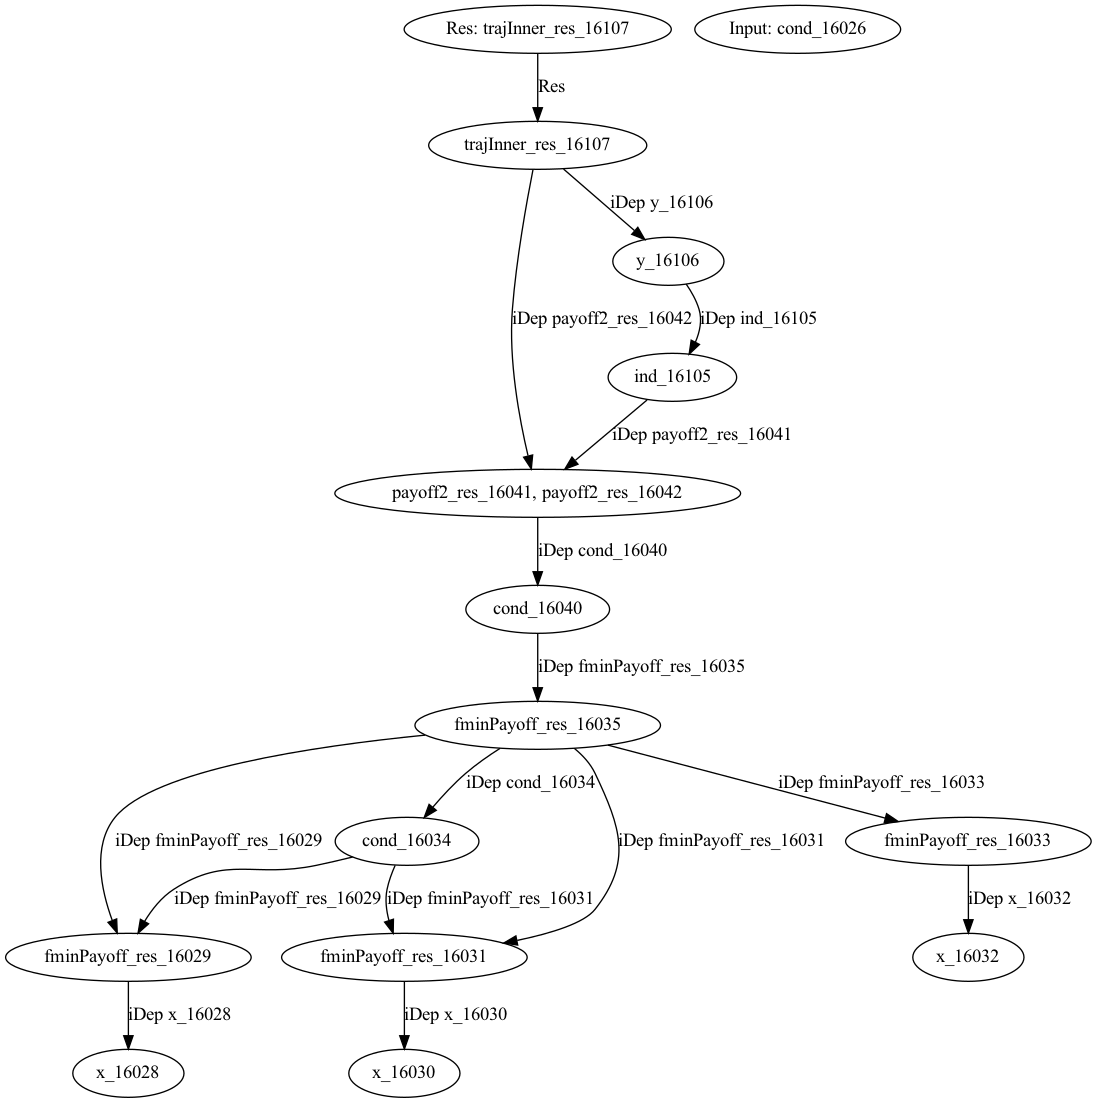 Res: trajInner_res_16107
Input: cond_16026
Res
trajInner_res_16107
iDep y_16106
y_16106
iDep payoff2_res_16042
iDep ind_16105
ind_16105
iDep payoff2_res_16041
payoff2_res_16041, payoff2_res_16042
iDep cond_16040
cond_16040
iDep fminPayoff_res_16035
fminPayoff_res_16035
iDep cond_16034
iDep fminPayoff_res_16033
iDep fminPayoff_res_16029
cond_16034
iDep fminPayoff_res_16031
fminPayoff_res_16033
iDep fminPayoff_res_16029
iDep fminPayoff_res_16031
iDep x_16032
fminPayoff_res_16029
fminPayoff_res_16031
x_16032
iDep x_16028
iDep x_16030
x_16028
x_16030